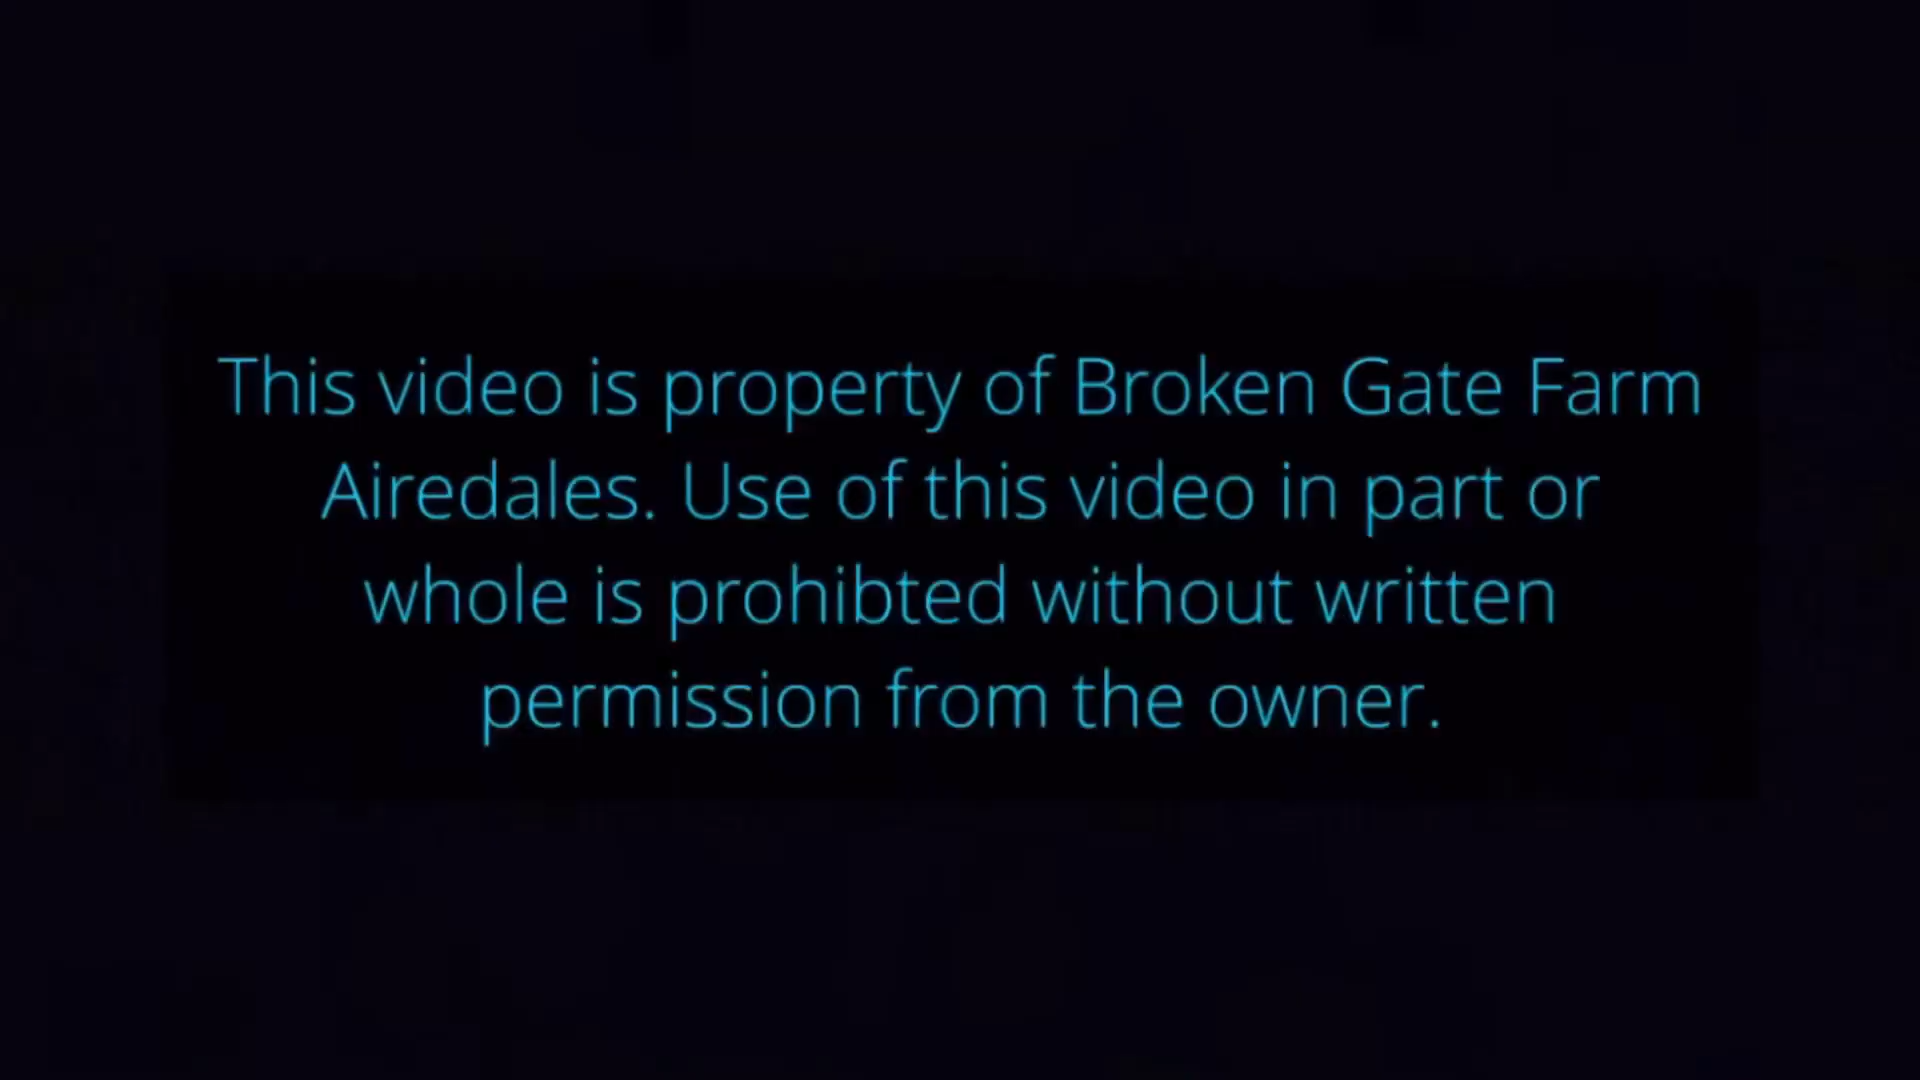 This video is property of Broken Gate Farm
Airedales. Use of this video in part or
whole is prohibted without written
permission from the owner.